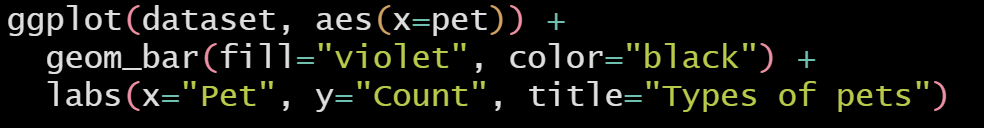 ggplot(dataset, aes(x=pet)) +
  geom_bar(fill="violet", color="black") +
  labs(x="Pet", y="Count", title="Types of pets")